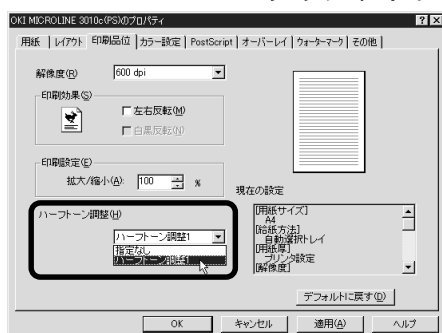 OKI MICROLINE 3010c(PS)のプロパティ
用紙 レイアウト 印刷品位 カラー設定 PostScript オーバーレイ ウォーターマーク その他
解像度(R) 600 dpi
印刷効果(S)
左右反転(M)
白黒反転(N)
印刷設定(E)
拡大/縮小(A): 100 %
ハーフトーン調整(H)
ハーフトーン調整1
指定なし
ハーフトーン調整1
現在の設定
[用紙サイズ]
A4
[給紙方法]
自動選択トレイ
[用紙厚]
プリンタ設定
[解像度]
デフォルトに戻す(D)
OK キャンセル 適用(A) ヘルプ